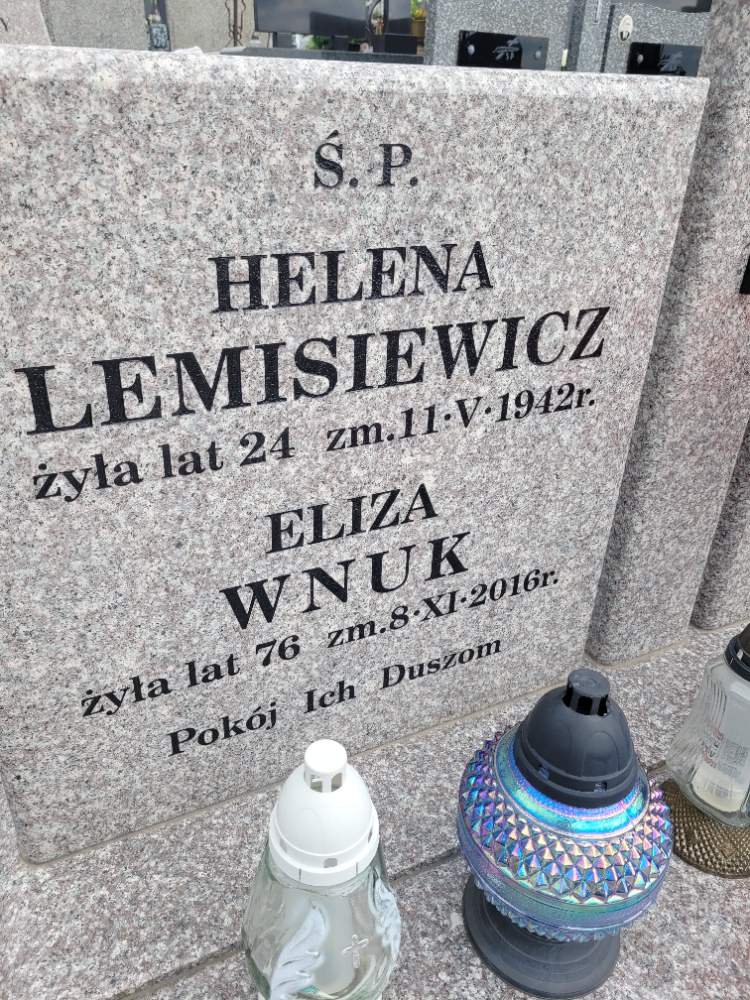 Ś. P.
HELENA
LEMISIEWICZ
żyła lat 24 zm.11·V·1942r.
ELIZA
WNUK
żyła lat 76 zm.8·XI·2016r.
Pokój Ich Duszom